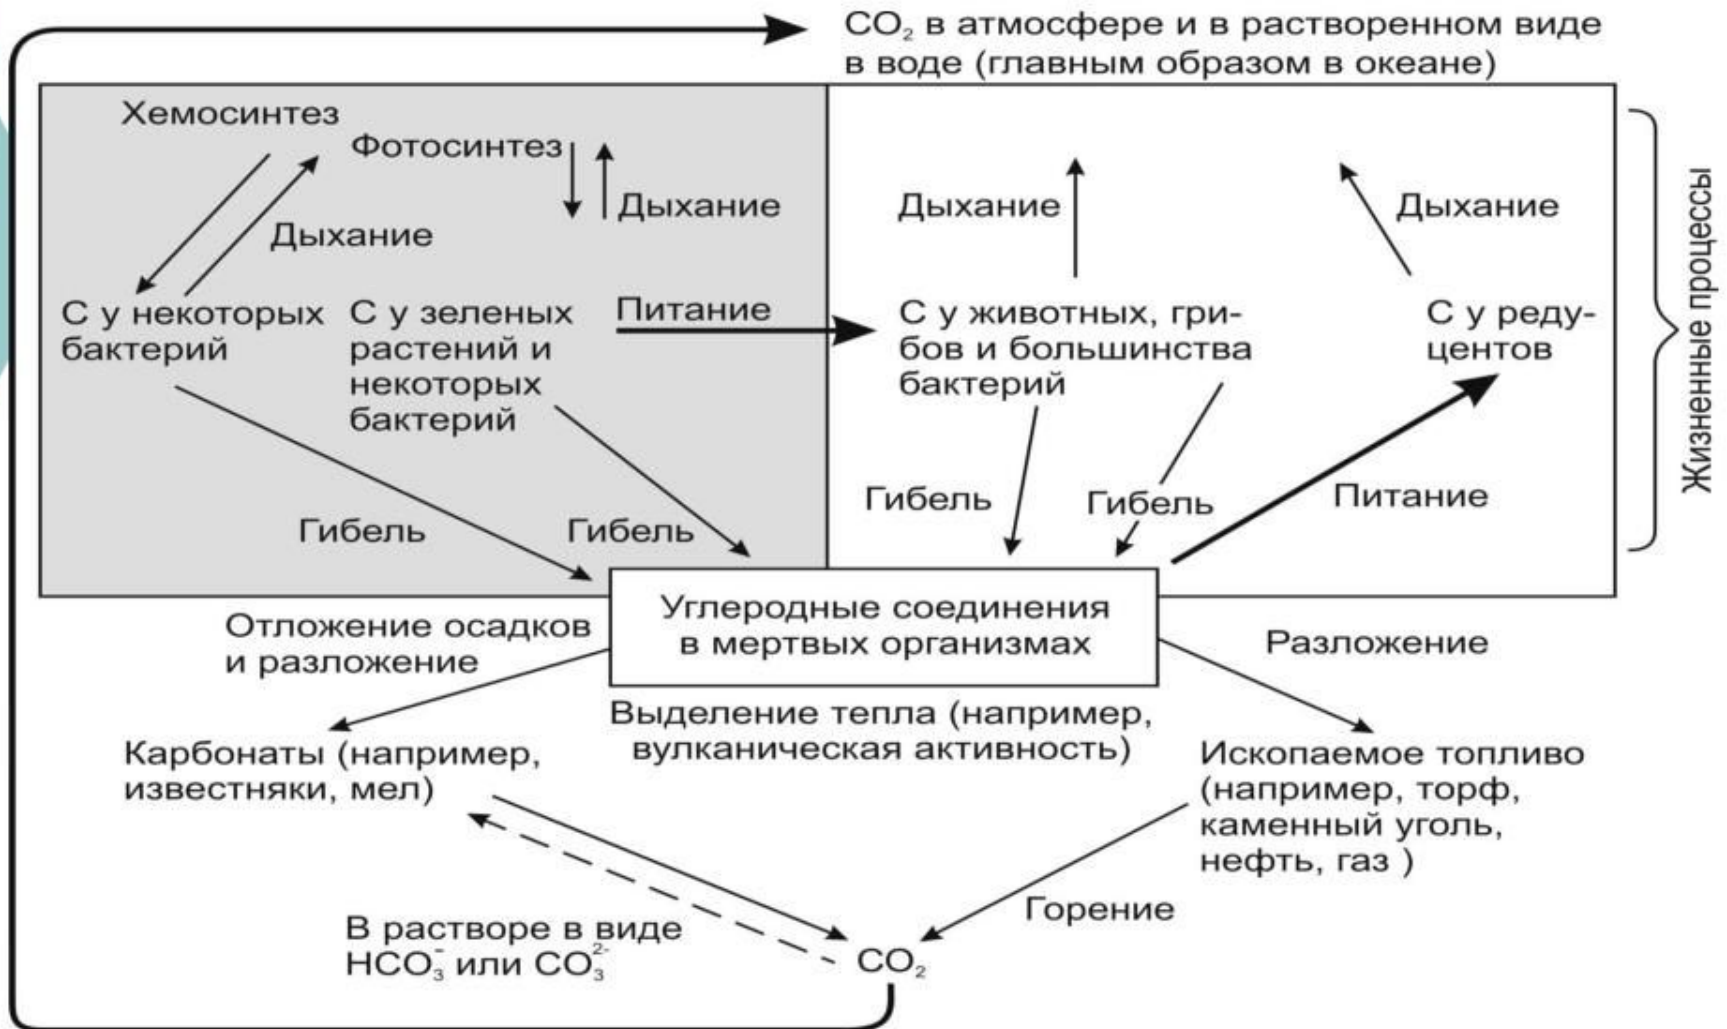 CO₂ в атмосфере и в растворенном виде
в воде (главным образом в океане)
Хемосинтез
Фотосинтез
Дыхание
Дыхание
Дыхание
Дыхание
С у некоторых
бактерий
С у зеленых
растений и
некоторых
бактерий
Питание
С у животных, гри-
бов и большинства
бактерий
С у реду-
центов
Жизненные процессы
Гибель
Гибель
Гибель
Гибель
Питание
Углеродные соединения
в мертвых организмах
Отложение осадков
и разложение
Разложение
Выделение тепла (например,
вулканическая активность)
Карбонаты (например,
известняки, мел)
Ископаемое топливо
(например, торф,
каменный уголь,
нефть, газ )
Горение
В растворе в виде
HCO₃⁻ или CO₃²⁻
CO₂